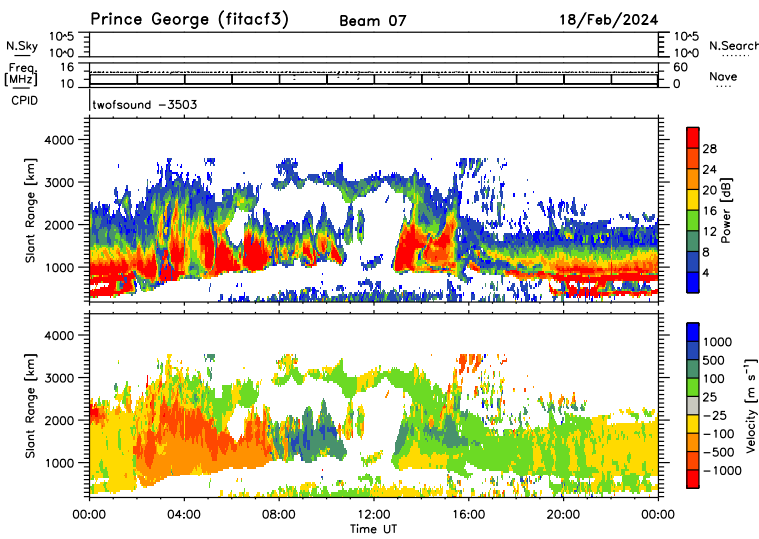 Prince George (fitacf3) Beam 07 18/Feb/2024
N.Sky 10^5 10^5 N.Search
10^0 10^0
Freq 16 60 Nave
[MHz] 10 0
CPID twofsound -3503
Slant Range [km]
4000
3000
2000
1000
28
24
20
16
12
8
4
Power [dB]
Slant Range [km]
4000
3000
2000
1000
1000
500
100
25
-25
-100
-500
-1000
Velocity [m s⁻¹]
00:00 04:00 08:00 12:00 16:00 20:00 00:00
Time UT